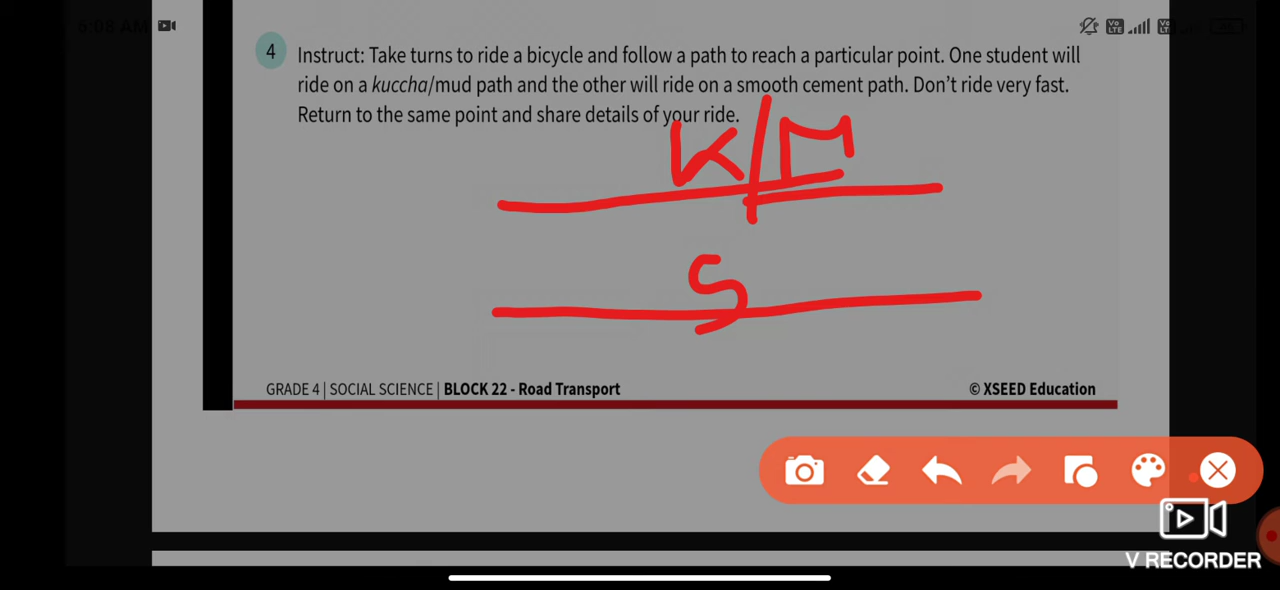 5:08 AM
4 Instruct: Take turns to ride a bicycle and follow a path to reach a particular point. One student will
ride on a kuccha/mud path and the other will ride on a smooth cement path. Don't ride very fast.
Return to the same point and share details of your ride.
K/M
S
GRADE 4 | SOCIAL SCIENCE | BLOCK 22 - Road Transport
© XSEED Education
V RECORDER